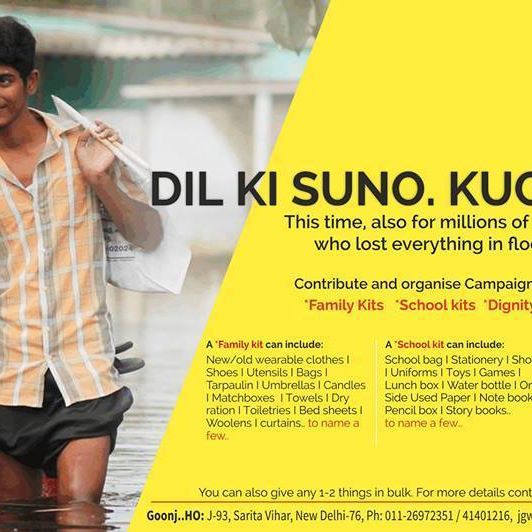 02024
DIL KI SUNO. KUC
This time, also for millions of
who lost everything in floo
Contribute and organise Campaign
*Family Kits *School kits *Dignity
A *Family kit can include:
New/old wearable clothes I
Shoes I Utensils I Bags I
Tarpaulin I Umbrellas I Candles
I Matchboxes I Towels I Dry
ration I Toiletries I Bed sheets I
Woolens I curtains.. to name a
few..
A *School kit can include:
School bag I Stationery I Sho
I Uniforms I Toys I Games I
Lunch box I Water bottle I On
Side Used Paper I Note book
Pencil box I Story books..
to name a few..
You can also give any 1-2 things in bulk. For more details cont
Goonj..HO: J-93, Sarita Vihar, New Delhi-76, Ph: 011-26972351 / 41401216, jgw